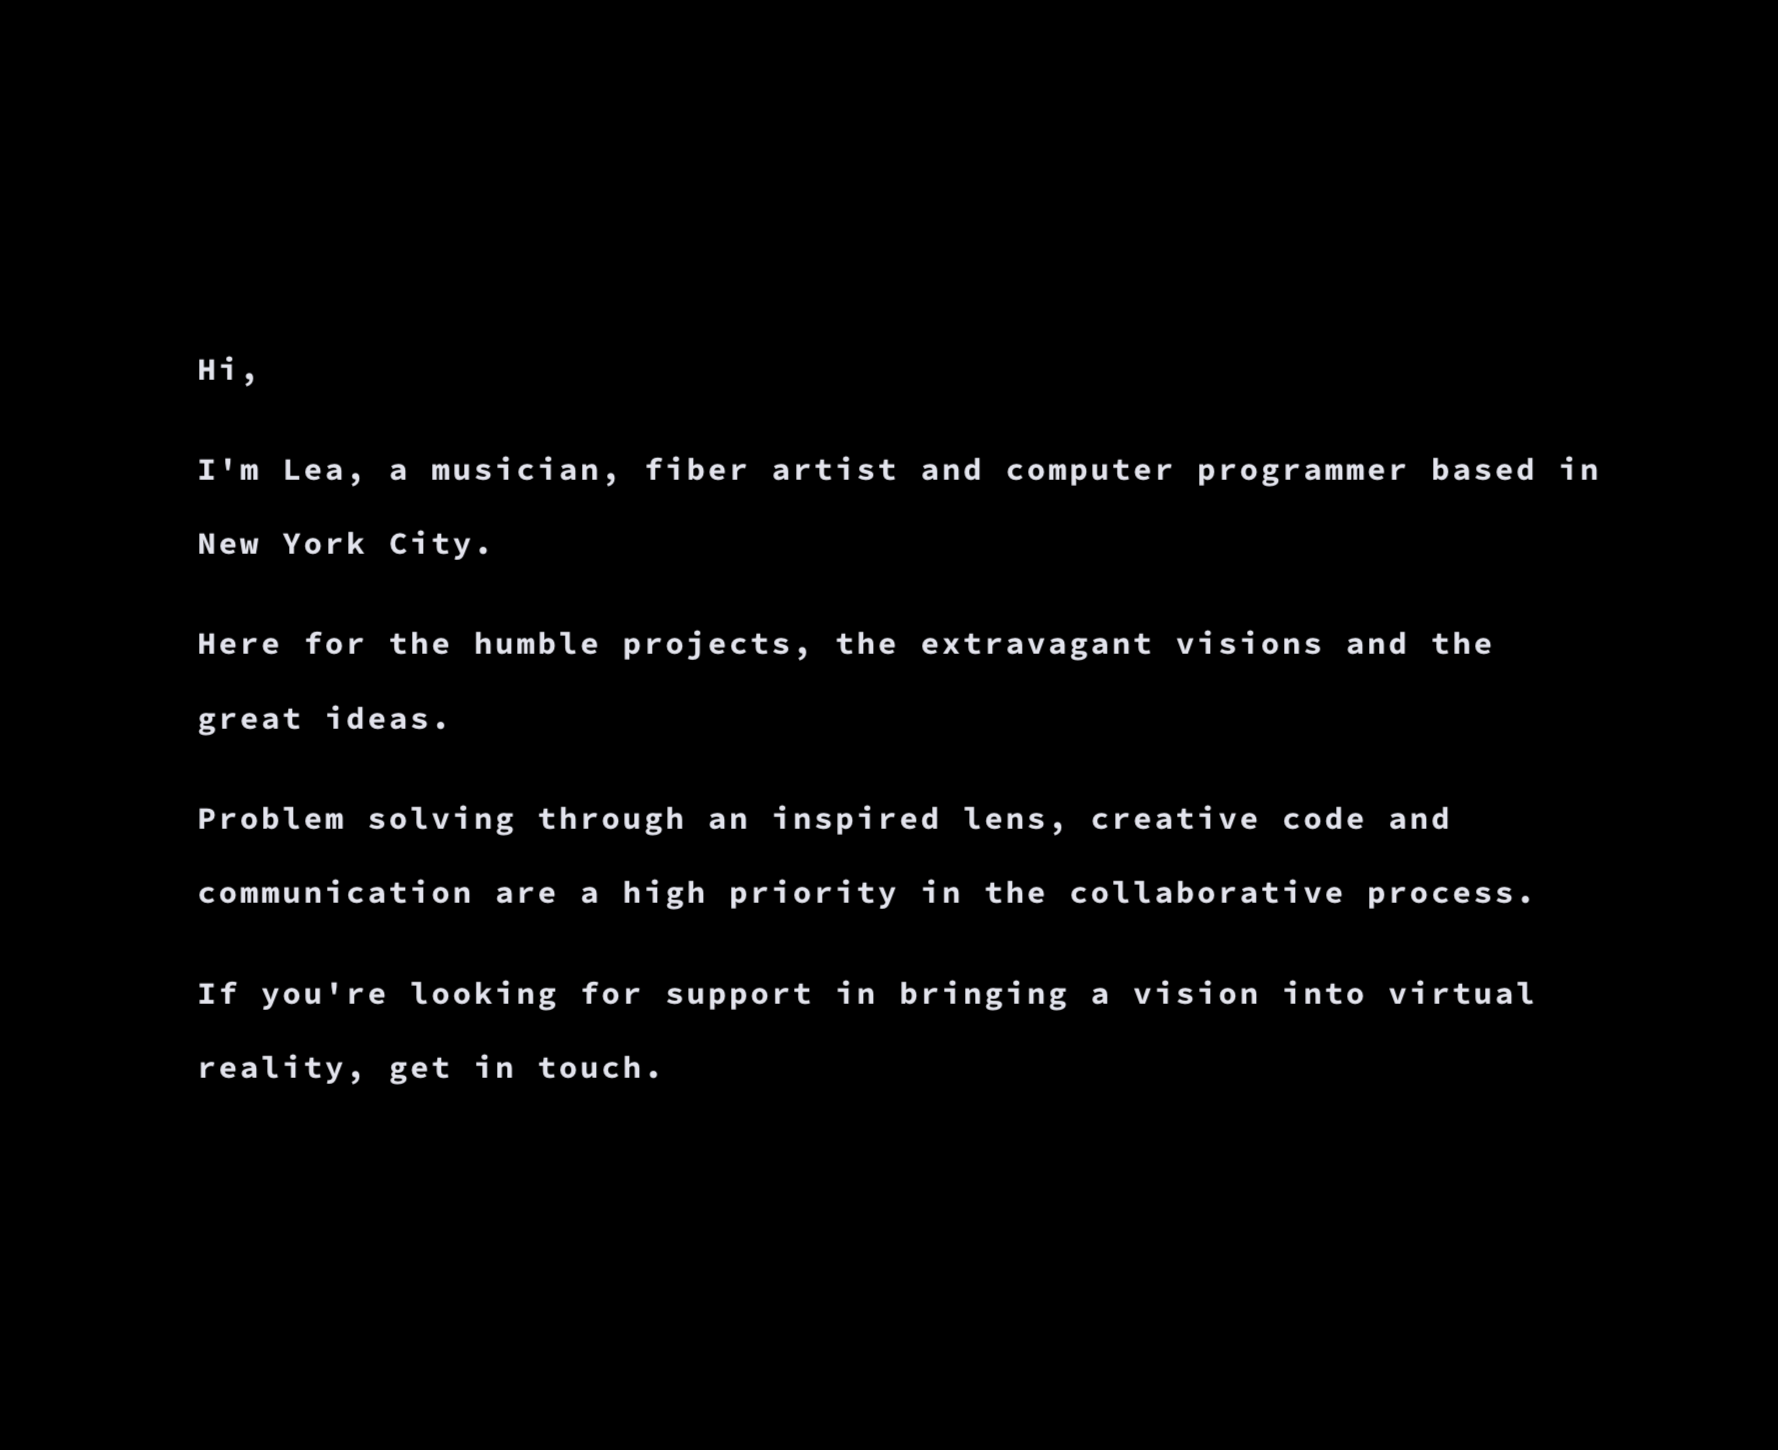 Hi,
I'm Lea, a musician, fiber artist and computer programmer based in
New York City.
Here for the humble projects, the extravagant visions and the
great ideas.
Problem solving through an inspired lens, creative code and
communication are a high priority in the collaborative process.
If you're looking for support in bringing a vision into virtual
reality, get in touch.